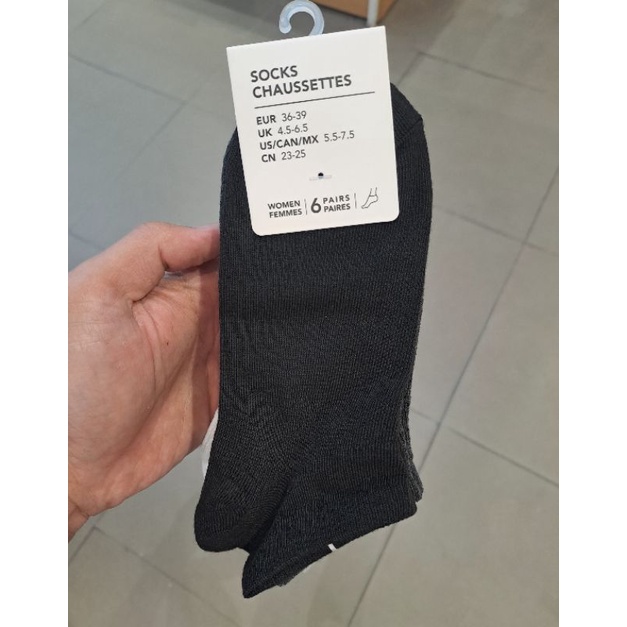 SOCKS
CHAUSSETTES
EUR 36-39
UK 4.5-6.5
US/CAN/MX 5.5-7.5
CN 23-25
WOMEN
FEMMES
6 PAIRS
PAIRES